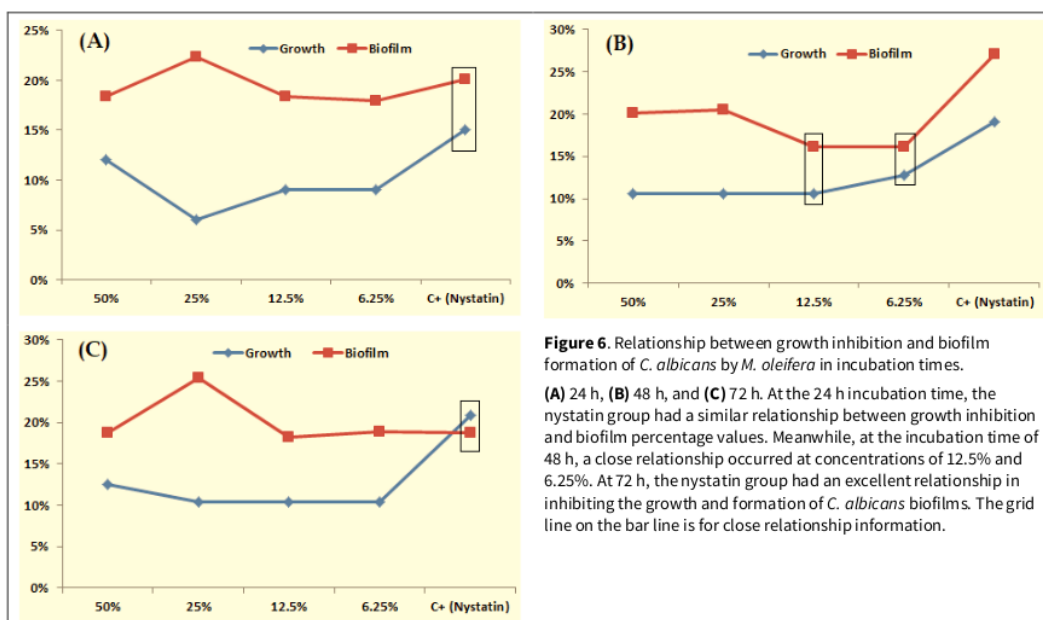 (A)
Growth
Biofilm
25%
20%
15%
10%
5%
0%
50%
25%
12.5%
6.25%
C+ (Nystatin)
(B)
Growth
Biofilm
30%
25%
20%
15%
10%
5%
0%
50%
25%
12.5%
6.25%
C+ (Nystatin)
(C)
Growth
Biofilm
30%
25%
20%
15%
10%
5%
0%
50%
25%
12.5%
6.25%
C+ (Nystatin)
Figure 6. Relationship between growth inhibition and biofilm
formation of C. albicans by M. oleifera in incubation times.
(A) 24 h, (B) 48 h, and (C) 72 h. At the 24 h incubation time, the
nystatin group had a similar relationship between growth inhibition
and biofilm percentage values. Meanwhile, at the incubation time of
48 h, a close relationship occurred at concentrations of 12.5% and
6.25%. At 72 h, the nystatin group had an excellent relationship in
inhibiting the growth and formation of C. albicans biofilms. The grid
line on the bar line is for close relationship information.